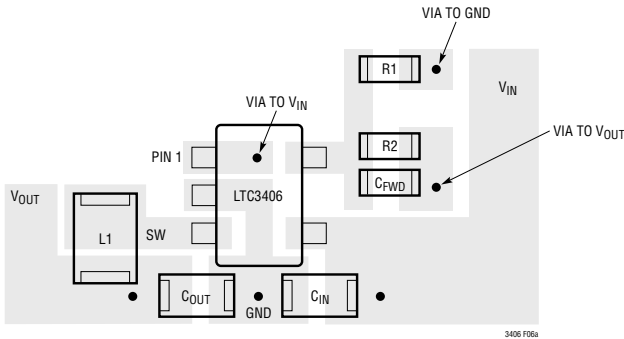 VIA TO GND
R1
VIN
VIA TO VIN
VIA TO VOUT
PIN 1
R2
LTC3406
CFWD
VOUT
L1
SW
COUT
GND
CIN
3406 F06a